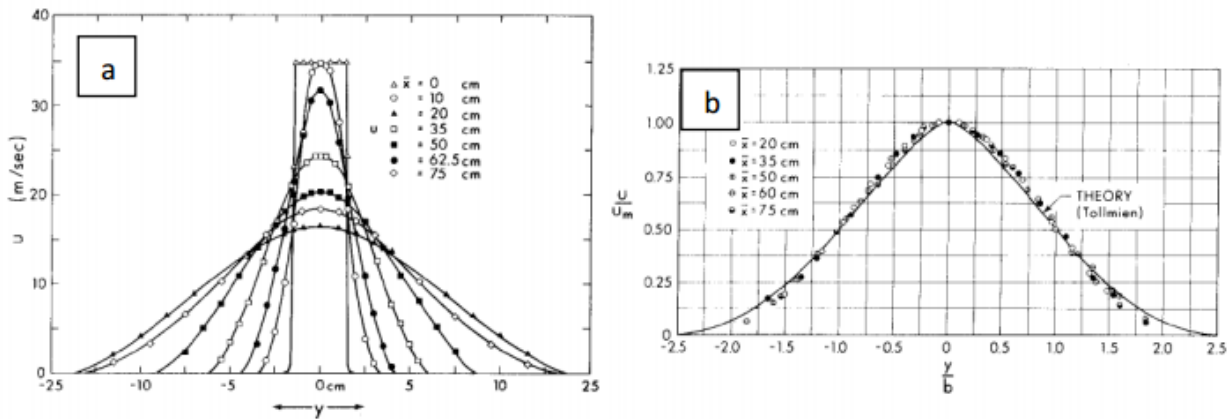 a
40
30
20
10
0
U (m/sec)
△ x̄ = 0 cm
○ = 10 cm
▲ = 20 cm
U □ = 35 cm
■ = 50 cm
● = 62.5 cm
◇ = 75 cm
-25 -10 -5 0cm 5 10 25
y
b
1.25
1.00
0.75
0.50
0.25
0
U
Um
x̄ = 20 cm
x̄ = 35 cm
x̄ = 50 cm
x̄ = 60 cm
x̄ = 75 cm
THEORY
(Tollmien)
-2.5 -2.0 -1.5 -1.0 -0.5 0 0.5 1.0 1.5 2.0 2.5
y
b